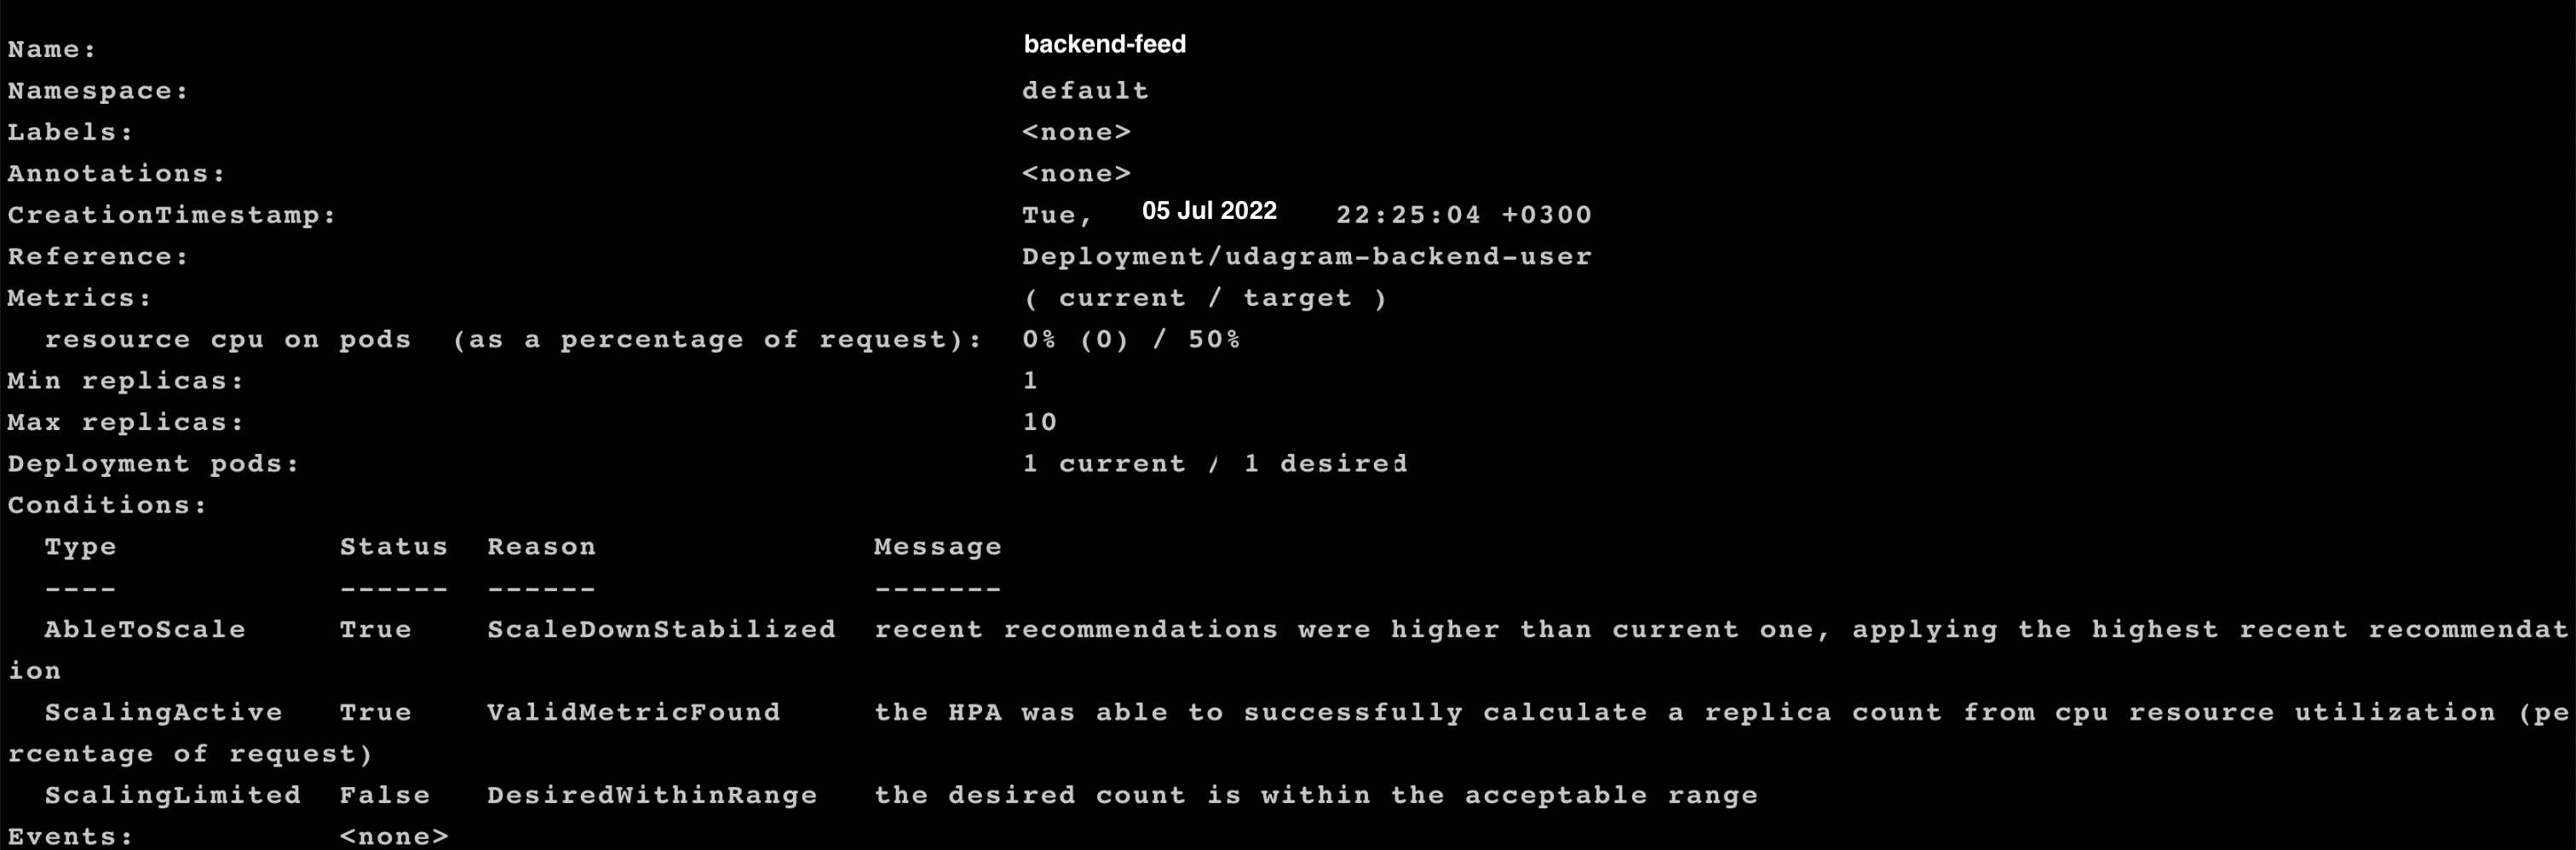 Name: backend-feed
Namespace: default
Labels: <none>
Annotations: <none>
CreationTimestamp: Tue, 05 Jul 2022 22:25:04 +0300
Reference: Deployment/udagram-backend-user
Metrics: ( current / target )
resource cpu on pods (as a percentage of request): 0% (0) / 50%
Min replicas: 1
Max replicas: 10
Deployment pods: 1 current / 1 desired
Conditions:
Type Status Reason Message
---- ------ ------ -------
AbleToScale True ScaleDownStabilized recent recommendations were higher than current one, applying the highest recent recommendat
ion
ScalingActive True ValidMetricFound the HPA was able to successfully calculate a replica count from cpu resource utilization (pe
rcentage of request)
ScalingLimited False DesiredWithinRange the desired count is within the acceptable range
Events: <none>